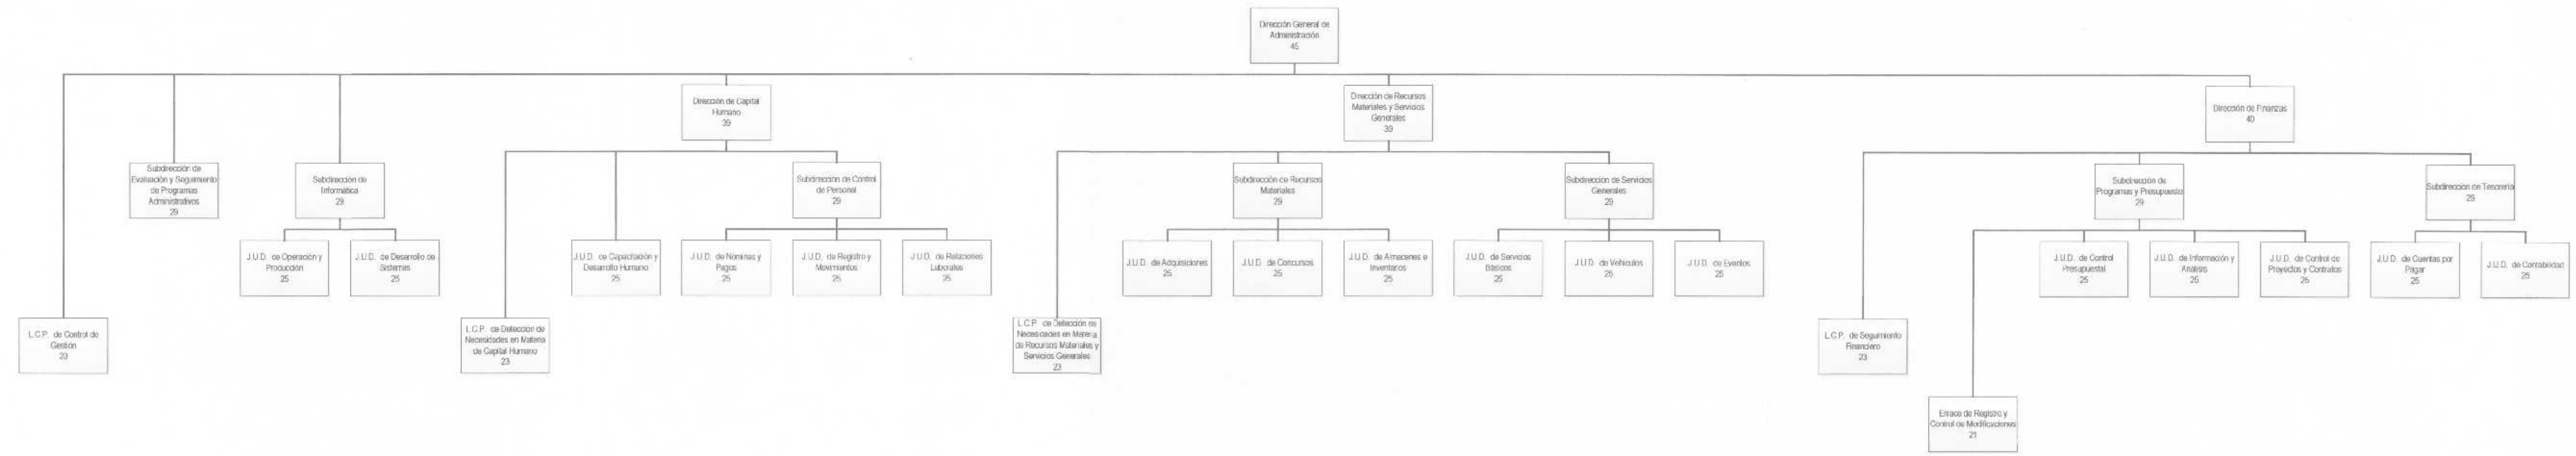 Dirección General de
Administración
45
Dirección de Capital
Humano
39
Dirección de Recursos
Materiales y Servicios
Generales
39
Dirección de Finanzas
40
Subdirección de
Evaluación y Seguimiento
de Programas
Administrativos
29
Subdirección de
Informática
29
Subdirección de Control
de Personal
29
Subdirección de Recursos
Materiales
29
Subdirección de Servicios
Generales
29
Subdirección de
Programas y Presupuesto
29
Subdirección de Tesorería
29
J.U.D. de Operación y
Producción
25
J.U.D. de Desarrollo de
Sistemas
25
J.U.D. de Capacitación y
Desarrollo Humano
25
J.U.D. de Nóminas y
Pagos
25
J.U.D. de Registro y
Movimientos
25
J.U.D. de Relaciones
Laborales
25
J.U.D. de Adquisiciones
25
J.U.D. de Concursos
25
J.U.D. de Almacenes e
Inventarios
25
J.U.D. de Servicios
Básicos
25
J.U.D. de Vehículos
25
J.U.D. de Eventos
25
J.U.D. de Control
Presupuestal
25
J.U.D. de Información y
Análisis
25
J.U.D. de Control de
Proyectos y Contratos
25
J.U.D. de Cuentas por
Pagar
25
J.U.D. de Contabilidad
25
L.C.P. de Control de
Gestión
23
L.C.P. de Detección de
Necesidades en Materia
de Capital Humano
23
L.C.P. de Detección de
Necesidades en Materia
de Recursos Materiales y
Servicios Generales
23
L.C.P. de Seguimiento
Financiero
23
Enlace de Registro y
Control de Modificaciones
21